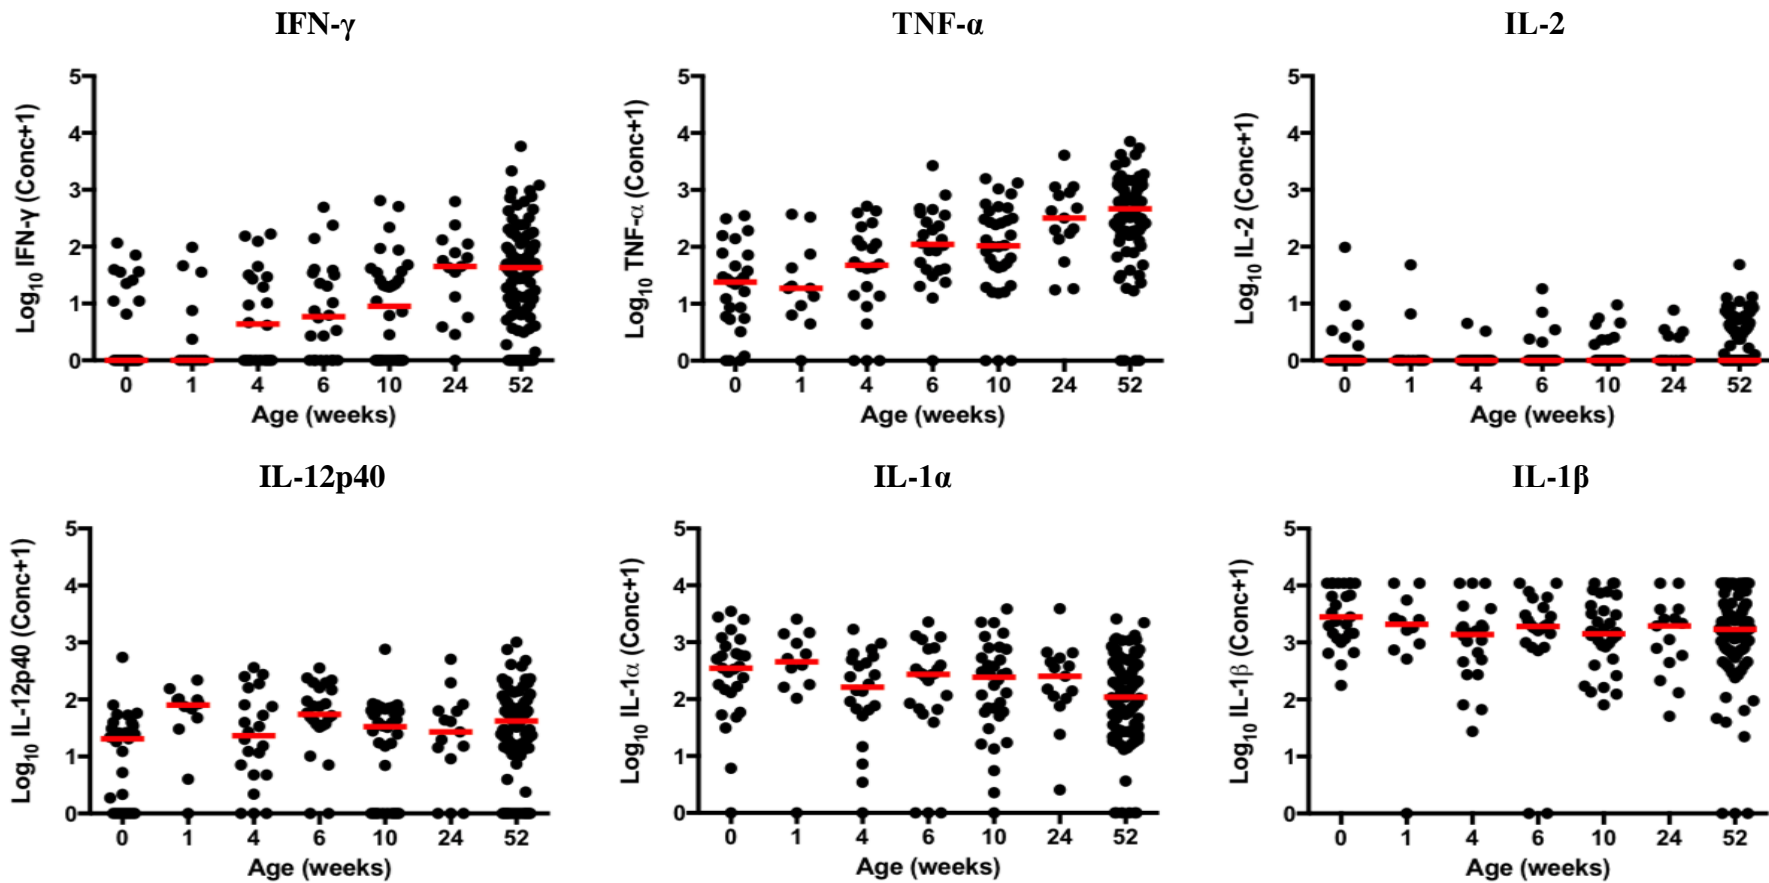 IFN-γ
TNF-α
IL-2
Log10 IFN-γ (Conc+1)
5
4
3
2
1
0
0 1 4 6 10 24 52
Age (weeks)
Log10 TNF-α (Conc+1)
5
4
3
2
1
0
0 1 4 6 10 24 52
Age (weeks)
Log10 IL-2 (Conc+1)
5
4
3
2
1
0
0 1 4 6 10 24 52
Age (weeks)
IL-12p40
IL-1α
IL-1β
Log10 IL-12p40 (Conc+1)
5
4
3
2
1
0
0 1 4 6 10 24 52
Age (weeks)
Log10 IL-1α (Conc+1)
5
4
3
2
1
0
0 1 4 6 10 24 52
Age (weeks)
Log10 IL-1β (Conc+1)
5
4
3
2
1
0
0 1 4 6 10 24 52
Age (weeks)